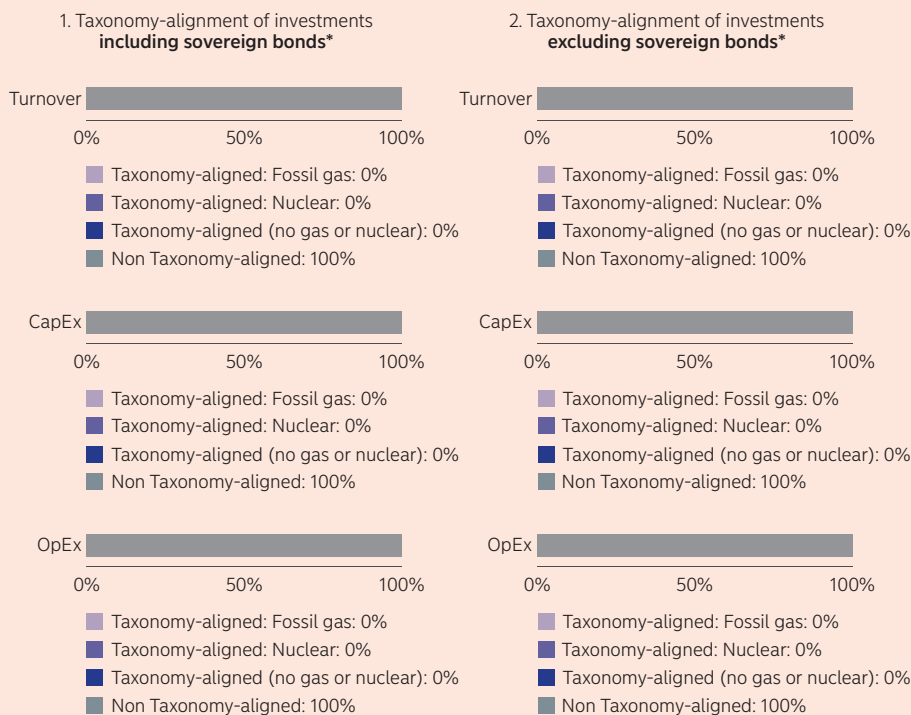 1. Taxonomy-alignment of investments
including sovereign bonds*
Turnover
0% 50% 100%
Taxonomy-aligned: Fossil gas: 0%
Taxonomy-aligned: Nuclear: 0%
Taxonomy-aligned (no gas or nuclear): 0%
Non Taxonomy-aligned: 100%
CapEx
0% 50% 100%
Taxonomy-aligned: Fossil gas: 0%
Taxonomy-aligned: Nuclear: 0%
Taxonomy-aligned (no gas or nuclear): 0%
Non Taxonomy-aligned: 100%
OpEx
0% 50% 100%
Taxonomy-aligned: Fossil gas: 0%
Taxonomy-aligned: Nuclear: 0%
Taxonomy-aligned (no gas or nuclear): 0%
Non Taxonomy-aligned: 100%
2. Taxonomy-alignment of investments
excluding sovereign bonds*
Turnover
0% 50% 100%
Taxonomy-aligned: Fossil gas: 0%
Taxonomy-aligned: Nuclear: 0%
Taxonomy-aligned (no gas or nuclear): 0%
Non Taxonomy-aligned: 100%
CapEx
0% 50% 100%
Taxonomy-aligned: Fossil gas: 0%
Taxonomy-aligned: Nuclear: 0%
Taxonomy-aligned (no gas or nuclear): 0%
Non Taxonomy-aligned: 100%
OpEx
0% 50% 100%
Taxonomy-aligned: Fossil gas: 0%
Taxonomy-aligned: Nuclear: 0%
Taxonomy-aligned (no gas or nuclear): 0%
Non Taxonomy-aligned: 100%